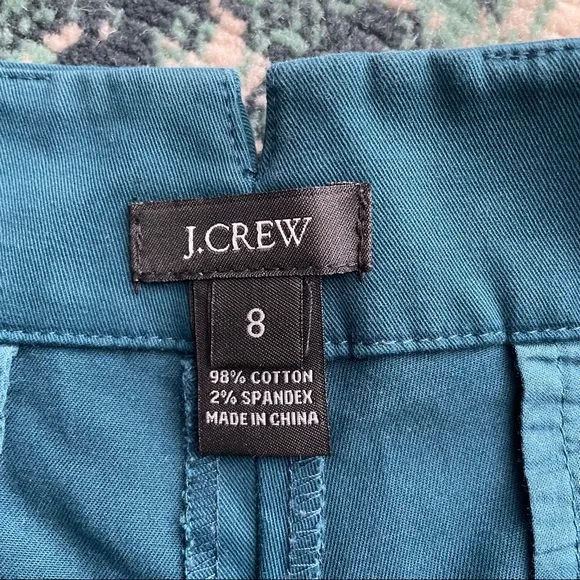 J.CREW
8
98% COTTON
2% SPANDEX
MADE IN CHINA